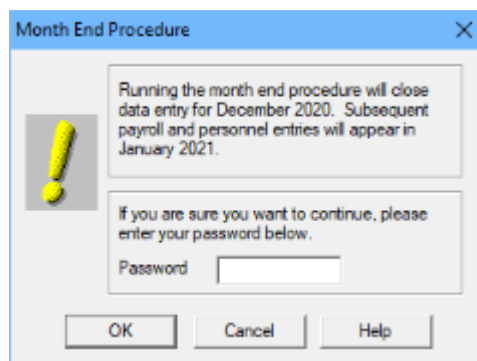 Month End Procedure
Running the month end procedure will close
data entry for December 2020. Subsequent
payroll and personnel entries will appear in
January 2021.
If you are sure you want to continue, please
enter your password below.
Password
OK Cancel Help